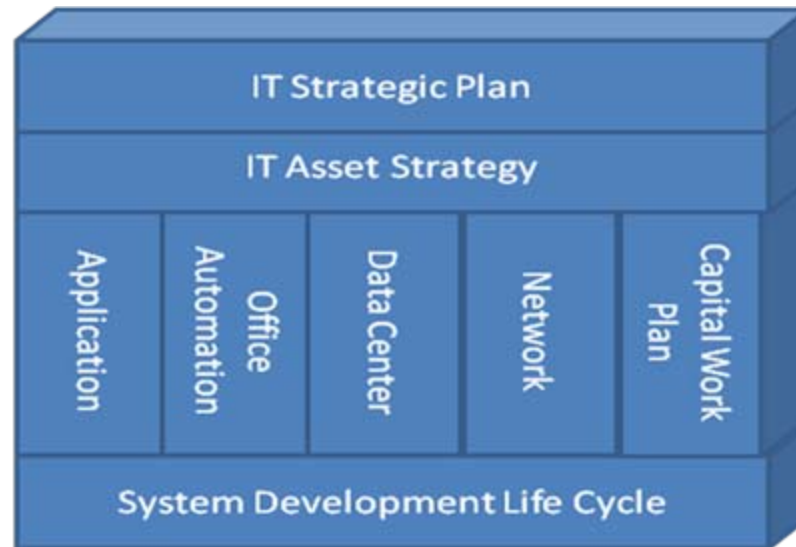 IT Strategic Plan
IT Asset Strategy
Application
Office
Automation
Data Center
Network
Capital Work
Plan
System Development Life Cycle